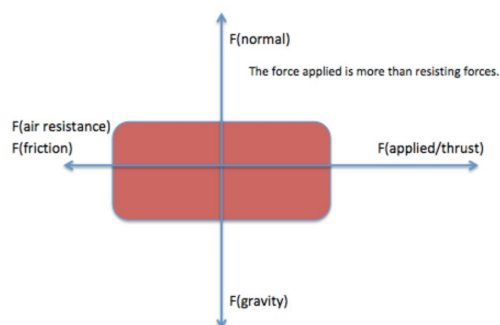 F(normal)
The force applied is more than resisting forces.
F(air resistance)
F(friction)
F(applied/thrust)
F(gravity)